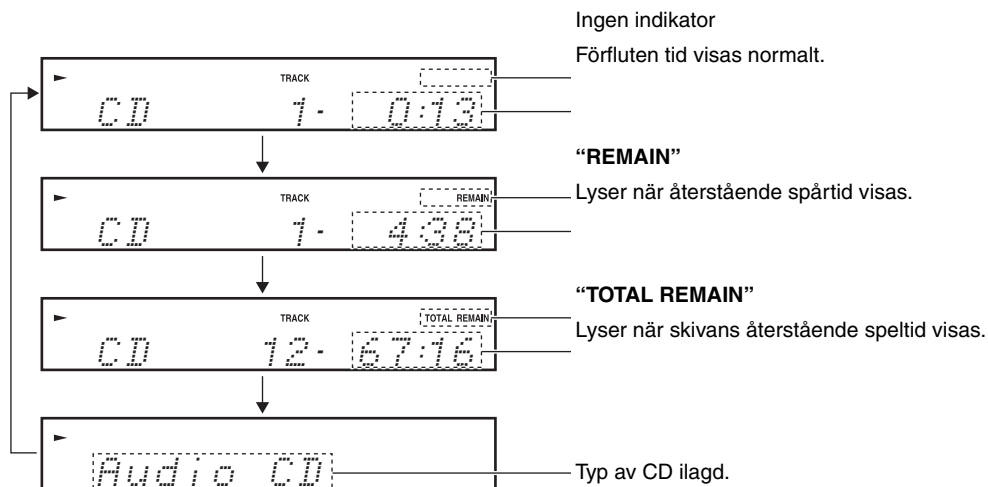 Ingen indikator
Förfluten tid visas normalt.
TRACK
CD 1- 0:13
“REMAIN”
Lyser när återstående spårtid visas.
TRACK REMAIN
CD 1- 4:38
“TOTAL REMAIN”
Lyser när skivans återstående speltid visas.
TRACK TOTAL REMAIN
CD 12- 67:16
Audio CD
Typ av CD ilagd.